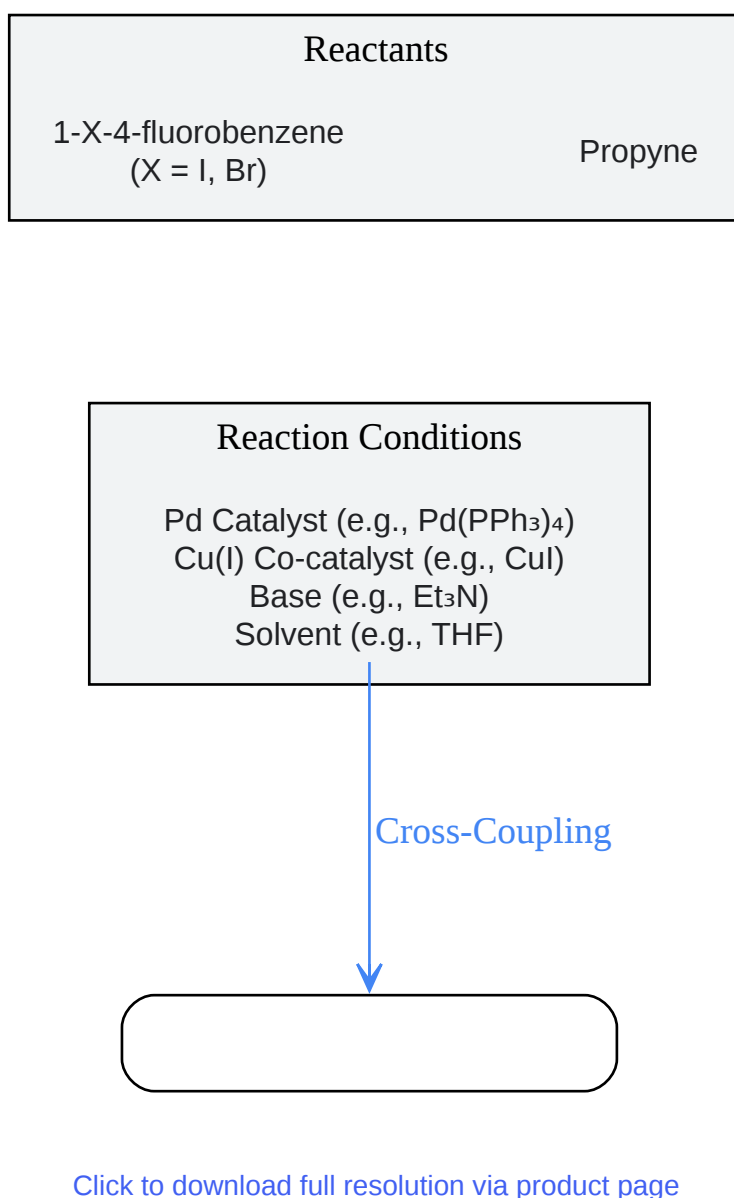 Reactants
1-X-4-fluorobenzene
(X = I, Br)
Propyne
Reaction Conditions
Pd Catalyst (e.g., Pd(PPh₃)₄)
Cu(I) Co-catalyst (e.g., CuI)
Base (e.g., Et₃N)
Solvent (e.g., THF)
Cross-Coupling
Click to download full resolution via product page